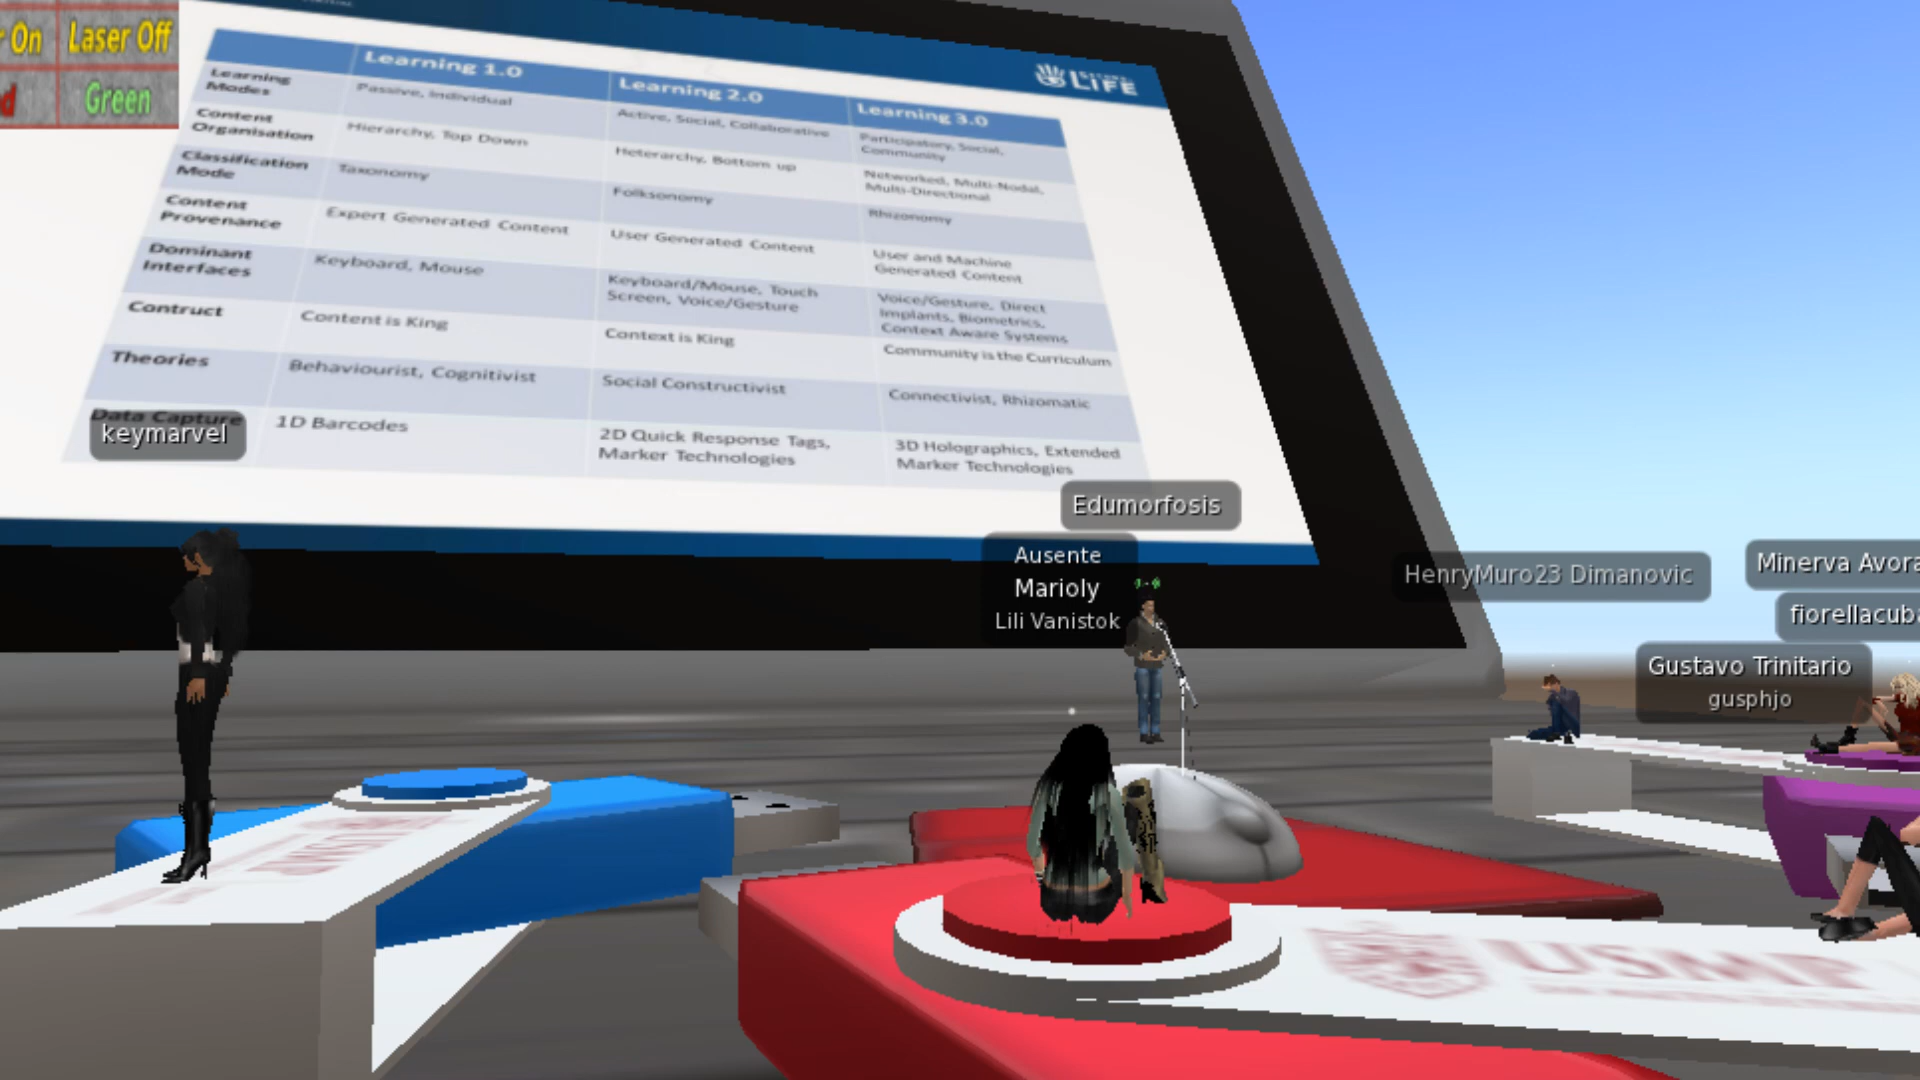 On
Laser Off
Green
SECOND
LIFE
Learning 1.0
Learning 2.0
Learning 3.0
Learning
Modes
Passive, Individual
Active, Social, Collaborative
Participatory, Social,
Community
Content
Organisation
Hierarchy, Top Down
Heterarchy, Bottom up
Networked, Multi-Nodal,
Multi-Directional
Classification
Mode
Taxonomy
Folksonomy
Rhizonomy
Content
Provenance
Expert Generated Content
User Generated Content
User and Machine
Generated Content
Dominant
Interfaces
Keyboard, Mouse
Keyboard/Mouse, Touch
Screen, Voice/Gesture
Voice/Gesture, Direct
Implants, Biometrics,
Context Aware Systems
Contruct
Content is King
Context is King
Community is the Curriculum
Theories
Behaviourist, Cognitivist
Social Constructivist
Connectivist, Rhizomatic
Data Capture
1D Barcodes
2D Quick Response Tags,
Marker Technologies
3D Holographics, Extended
Marker Technologies
keymarvel
Edumorfosis
Ausente
Marioly
Lili Vanistok
HenryMuro23 Dimanovic
Minerva Avora
fiorellacuba
Gustavo Trinitario
gusphjo
USMP
USMP